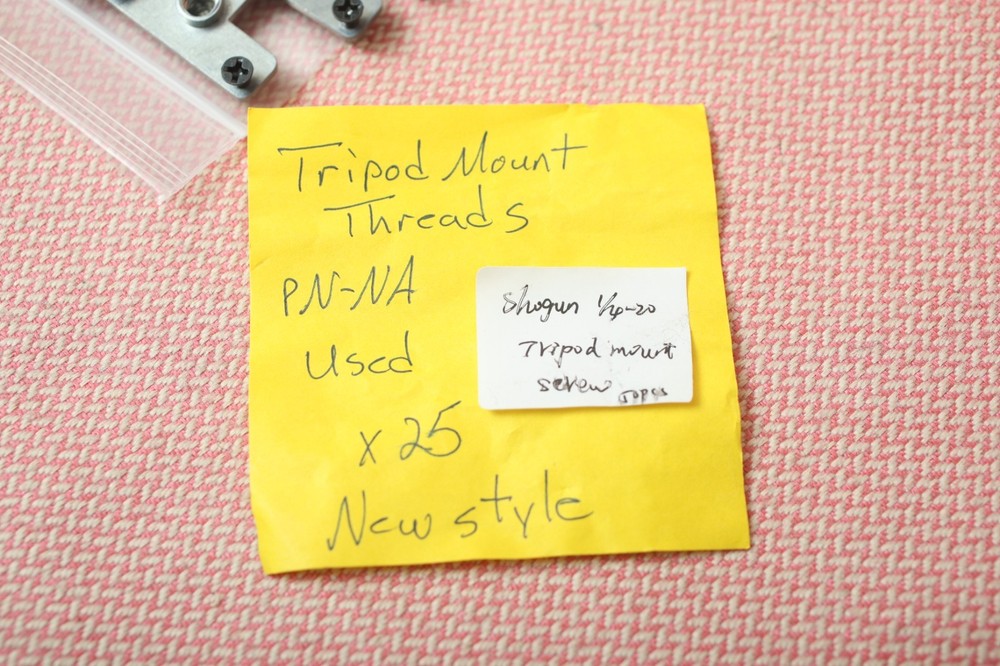 Tripod Mount
Threads
PN-NA
Used
x 25
New style
Shogun 1/4-20
Tripod mount
screw